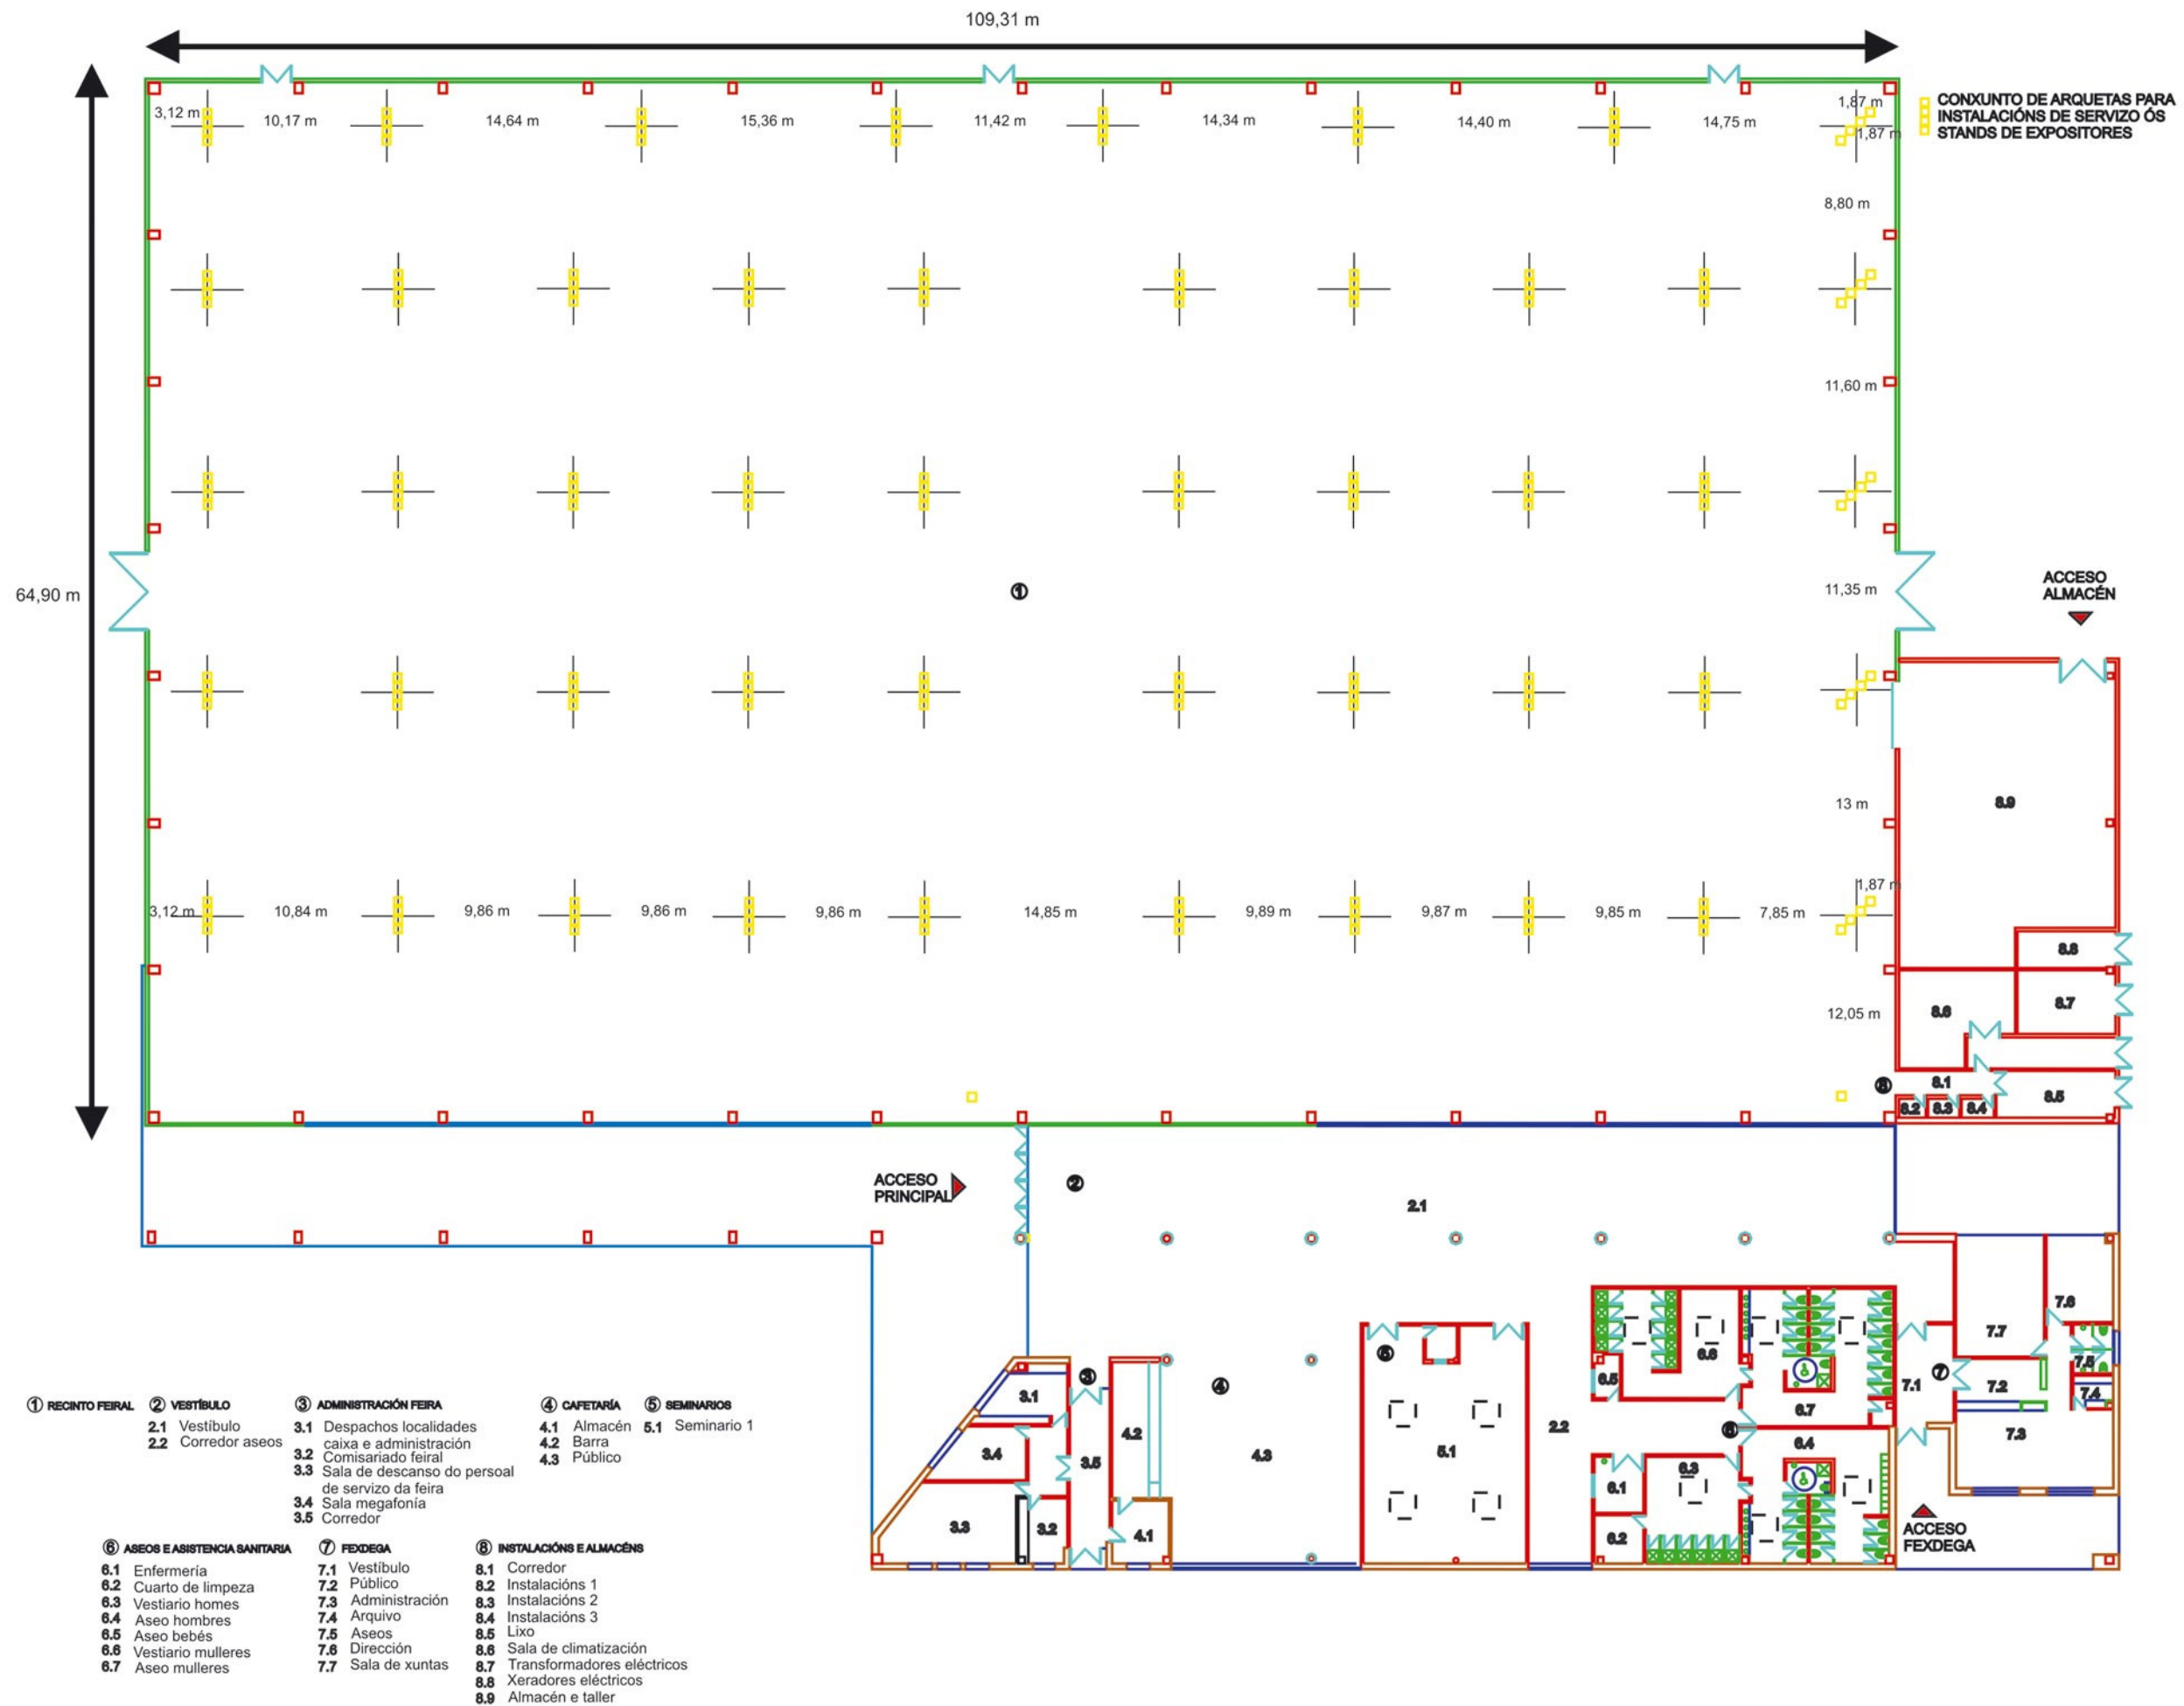 109,31 m
3,12 m
10,17 m
14,64 m
15,36 m
11,42 m
14,34 m
14,40 m
14,75 m
1,87 m
1,87 m
CONXUNTO DE ARQUETAS PARA
INSTALACIÓNS DE SERVIZO ÓS
STANDS DE EXPOSITORES
8,80 m
11,60 m
64,90 m
1
11,35 m
ACCESO
ALMACÉN
13 m
8.9
1,87 m
3,12 m
10,84 m
9,86 m
9,86 m
9,86 m
14,85 m
9,89 m
9,87 m
9,85 m
7,85 m
8.8
8.7
8.6
12,05 m
8
8.1
8.2
8.3
8.4
8.5
ACCESO
PRINCIPAL
2
2.1
7.6
7.7
5
6.6
7.5
3
3.1
4
6.5
7
7.1
7.2
7.4
6.7
4.2
2.2
6
7.3
3.4
3.5
4.3
5.1
6.4
6.3
6.1
3.3
3.2
4.1
6.2
ACCESO
FEXDEGA
1 RECINTO FEIRAL
2 VESTÍBULO
2.1 Vestíbulo
2.2 Corredor aseos
3 ADMINISTRACIÓN FEIRA
3.1 Despachos localidades
caixa e administración
3.2 Comisariado feiral
3.3 Sala de descanso do persoal
de servizo da feira
3.4 Sala megafonía
3.5 Corredor
4 CAFETARÍA
4.1 Almacén
4.2 Barra
4.3 Público
5 SEMINARIOS
5.1 Seminario 1
6 ASEOS E ASISTENCIA SANITARIA
6.1 Enfermería
6.2 Cuarto de limpeza
6.3 Vestiario homes
6.4 Aseo hombres
6.5 Aseo bebés
6.6 Vestiario mulleres
6.7 Aseo mulleres
7 FEXDEGA
7.1 Vestíbulo
7.2 Público
7.3 Administración
7.4 Arquivo
7.5 Aseos
7.6 Dirección
7.7 Sala de xuntas
8 INSTALACIÓNS E ALMACÉNS
8.1 Corredor
8.2 Instalacións 1
8.3 Instalacións 2
8.4 Instalacións 3
8.5 Lixo
8.6 Sala de climatización
8.7 Transformadores eléctricos
8.8 Xeradores eléctricos
8.9 Almacén e taller